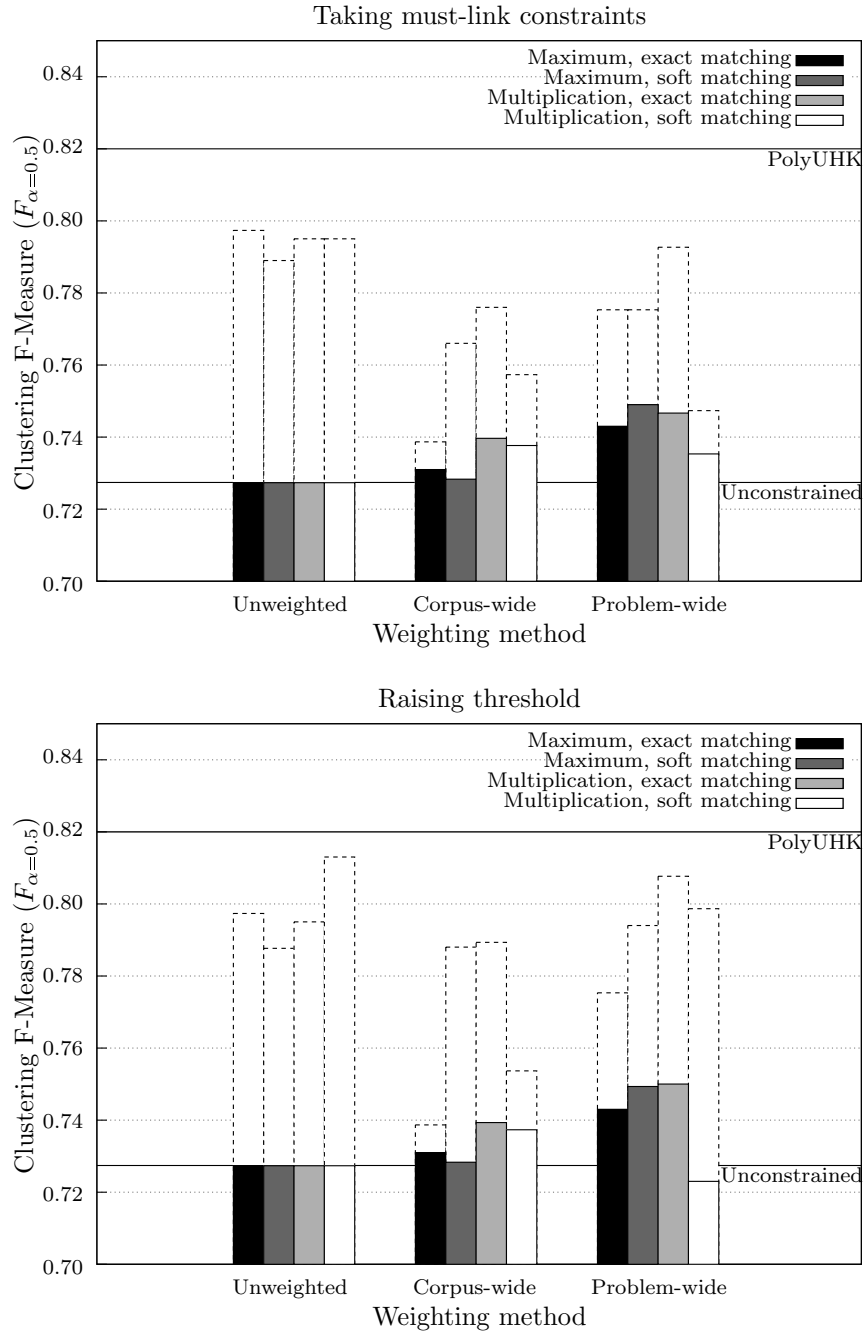 Taking must-link constraints
Maximum, exact matching
Maximum, soft matching
Multiplication, exact matching
Multiplication, soft matching
0.84
0.82
PolyUHK
0.80
0.78
0.76
0.74
Unconstrained
0.72
0.70
Clustering F-Measure (F_{α=0.5})
Unweighted Corpus-wide Problem-wide
Weighting method
Raising threshold
Maximum, exact matching
Maximum, soft matching
Multiplication, exact matching
Multiplication, soft matching
0.84
0.82
PolyUHK
0.80
0.78
0.76
0.74
Unconstrained
0.72
0.70
Clustering F-Measure (F_{α=0.5})
Unweighted Corpus-wide Problem-wide
Weighting method